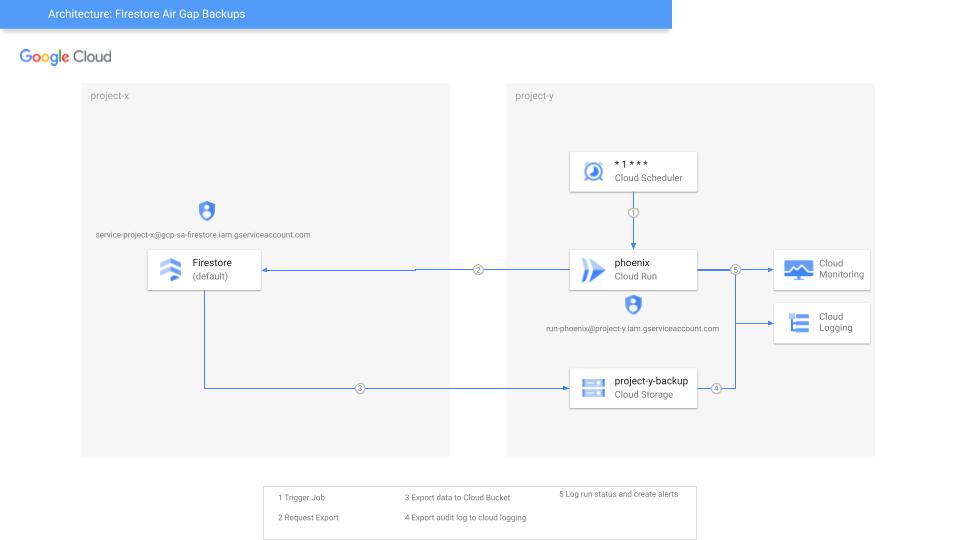 Architecture: Firestore Air Gap Backups
Google Cloud
project-x
project-y
* 1 * * *
Cloud Scheduler
1
service-project-x@gcp-sa-firestore.iam.gserviceaccount.com
Firestore
(default)
2
phoenix
Cloud Run
5
Cloud
Monitoring
run-phoenix@project-y.iam.gserviceaccount.com
Cloud
Logging
3
project-y-backup
Cloud Storage
4
1 Trigger Job
2 Request Export
3 Export data to Cloud Bucket
4 Export audit log to cloud logging
5 Log run status and create alerts